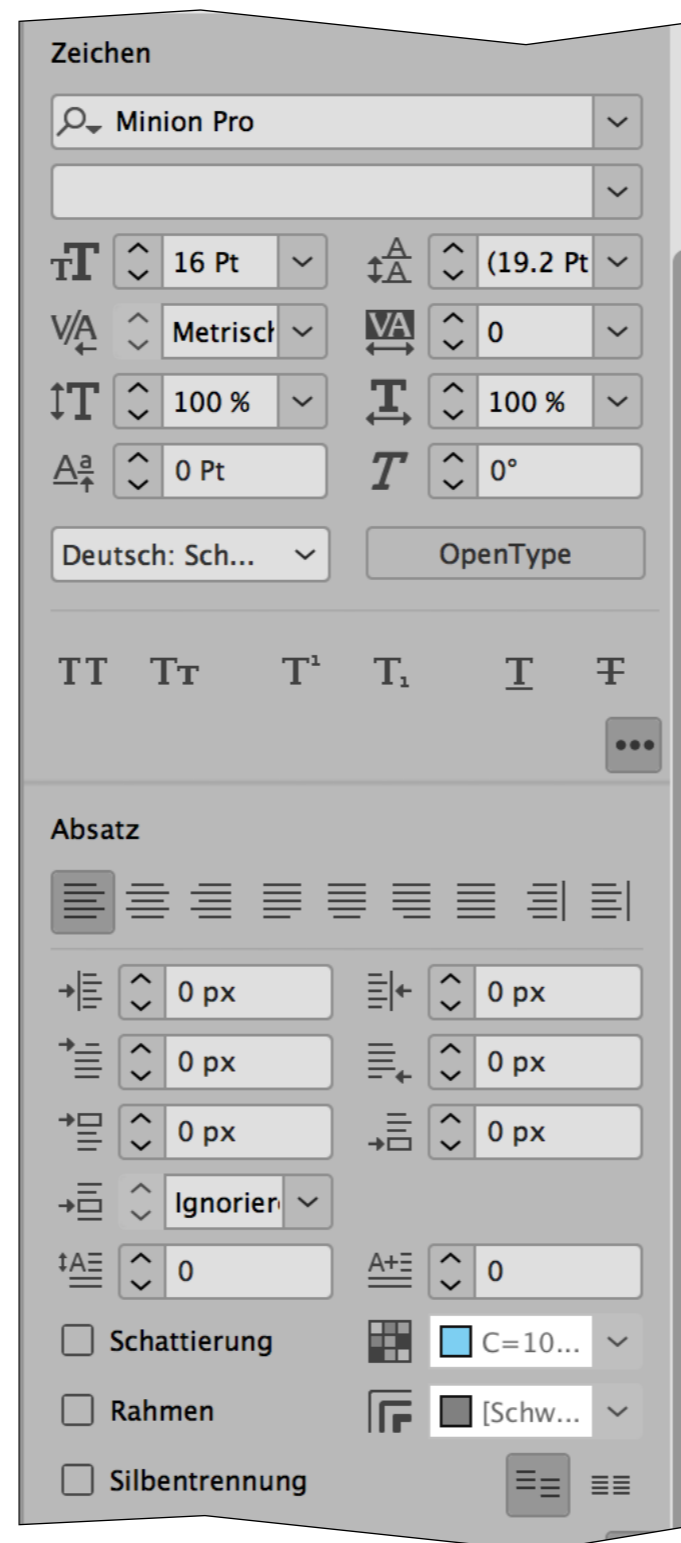 Zeichen
Minion Pro
16 Pt (19.2 Pt
Metrisch 0
100 % 100 %
0 Pt 0°
Deutsch: Sch... OpenType
Absatz
0 px 0 px
0 px 0 px
0 px 0 px
Ignorier
0 0
Schattierung C=10...
Rahmen [Schw...
Silbentrennung